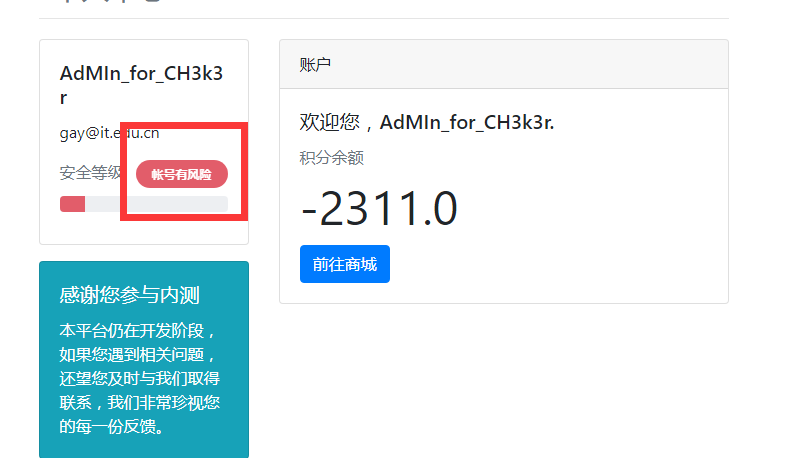 AdMIn_for_CH3k3
r
gay@it.edu.cn
安全等级
帐号有风险
感谢您参与内测
本平台仍在开发阶段，
如果您遇到相关问题，
还望您及时与我们取得
联系，我们非常珍视您
的每一份反馈。
账户
欢迎您，AdMIn_for_CH3k3r.
积分余额
-2311.0
前往商城